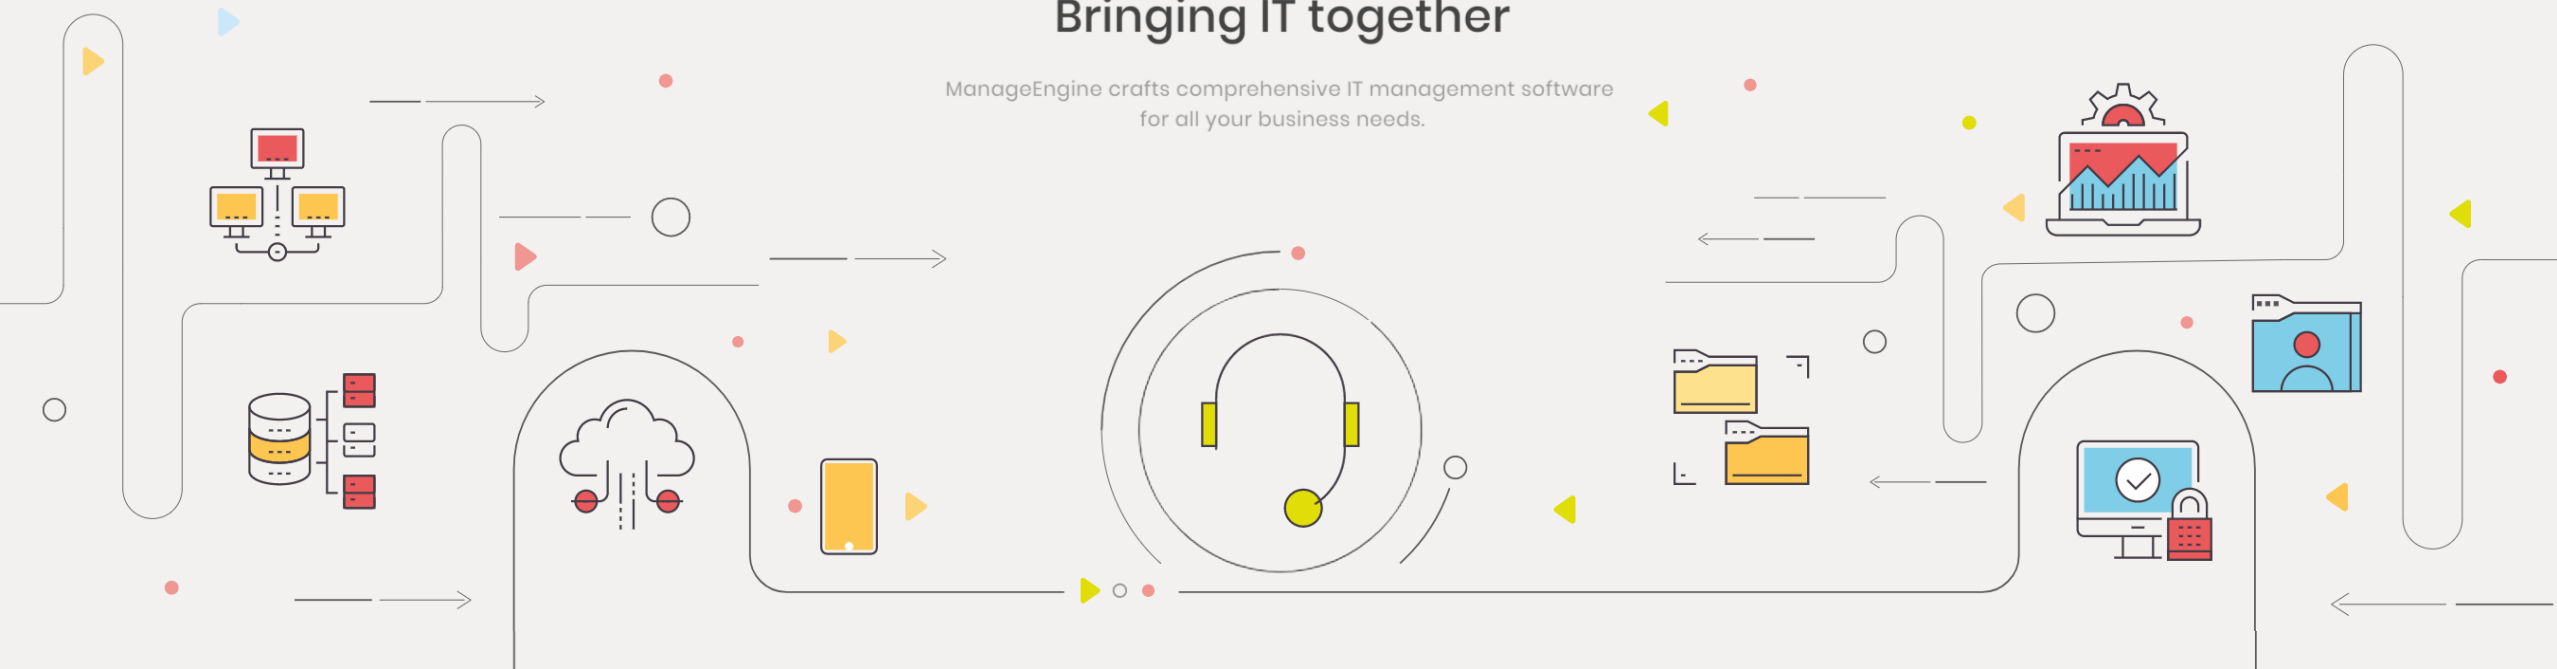 Bringing IT together
ManageEngine crafts comprehensive IT management software
for all your business needs.